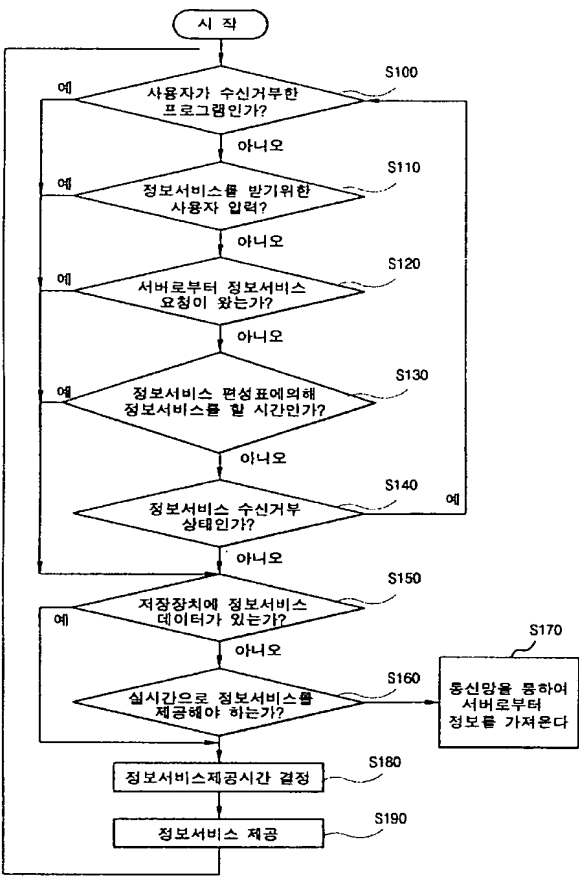 시 작
S100
예
사용자가 수신거부한
프로그램인가?
아니오
S110
예
정보서비스를 받기위한
사용자 입력?
아니오
S120
예
서버로부터 정보서비스
요청이 왔는가?
아니오
S130
예
정보서비스 편성표에의해
정보서비스를 할 시간인가?
아니오
S140
예
정보서비스 수신거부
상태인가?
아니오
S150
예
저장장치에 정보서비스
데이터가 있는가?
아니오
S160
실시간으로 정보서비스를
제공해야 하는가?
S170
통신망을 통하여
서버로부터
정보를 가져온다
S180
정보서비스제공시간 결정
S190
정보서비스 제공